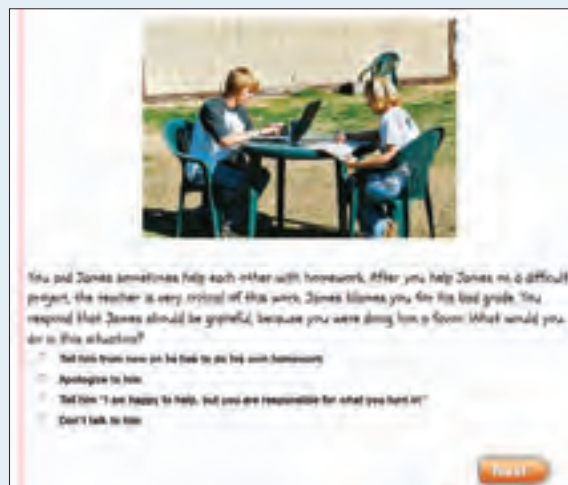 You and James sometimes help each other with homework. After you help James on a difficult
project, the teacher is very critical of this work. James blames you for his bad grade. You
respond that James should be grateful, because you were doing him a favor. What would you
do in this situation?
Tell him from now on he has to do his own homework
Apologize to him
Tell him "I am happy to help, but you are responsible for what you turn in"
Don't talk to him
Next